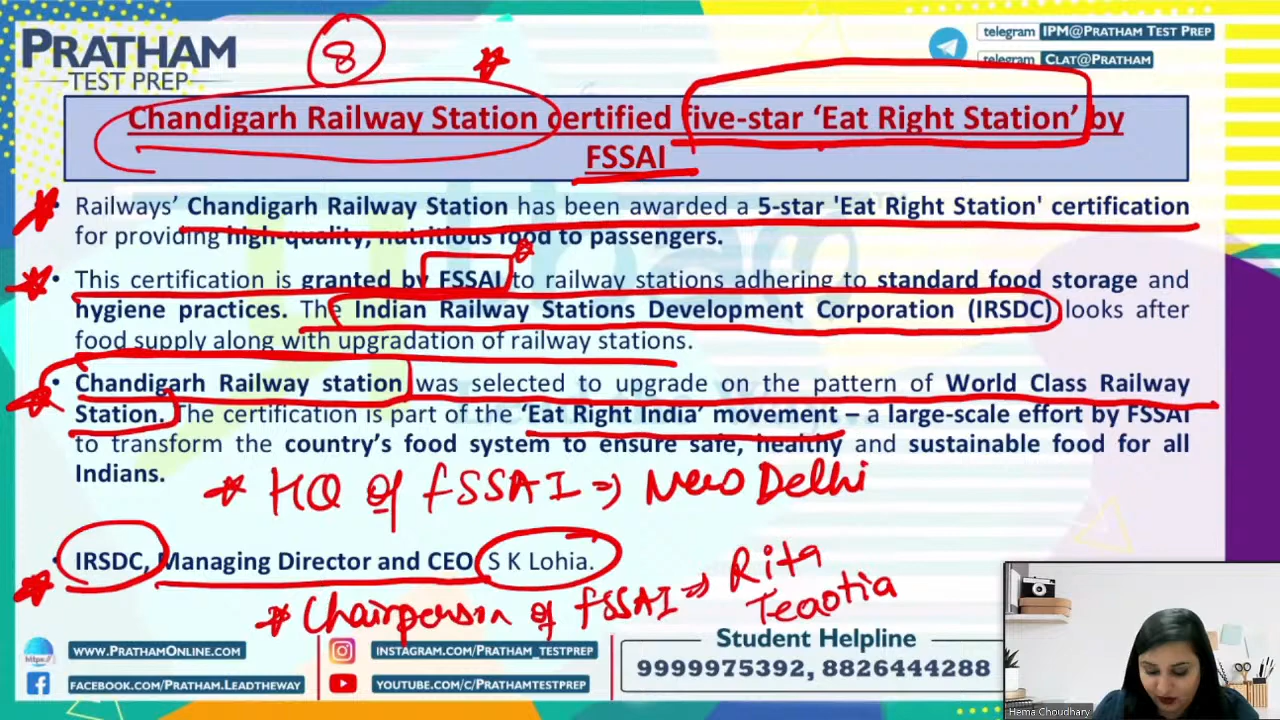 PRATHAM
TEST PREP
8
telegram IPM@PRATHAM TEST PREP
telegram CLAT@PRATHAM
Chandigarh Railway Station certified five-star ‘Eat Right Station’ by
FSSAI
• Railways’ Chandigarh Railway Station has been awarded a 5-star 'Eat Right Station' certification
for providing high-quality, nutritious food to passengers.
• This certification is granted by FSSAI to railway stations adhering to standard food storage and
hygiene practices. The Indian Railway Stations Development Corporation (IRSDC) looks after
food supply along with upgradation of railway stations.
• Chandigarh Railway station was selected to upgrade on the pattern of World Class Railway
Station. The certification is part of the ‘Eat Right India’ movement – a large-scale effort by FSSAI
to transform the country’s food system to ensure safe, healthy and sustainable food for all
Indians.
HQ of FSSAI => New Delhi
• IRSDC, Managing Director and CEO S K Lohia.
Chairperson of FSSAI => Rita
Teaotia
https://
WWW.PRATHAMONLINE.COM
FACEBOOK.COM/PRATHAM.LEADTHEWAY
INSTAGRAM.COM/PRATHAM_TESTPREP
YOUTUBE.COM/C/PRATHAMTESTPREP
Student Helpline
9999975392, 8826444288
Hema Choudhary